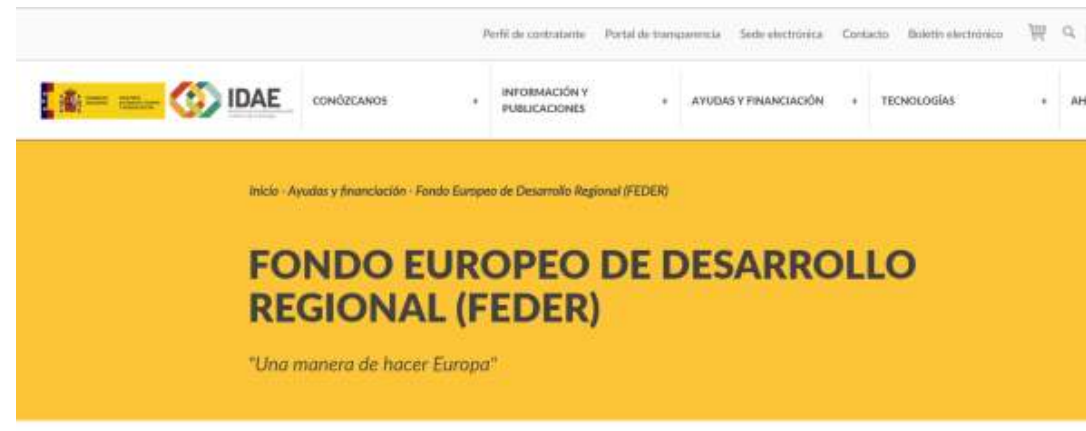 Perfil de contratante Portal de transparencia Sede electrónica Contacto Boletín electrónico
IDAE
CONÓZCANOS +
INFORMACIÓN Y
PUBLICACIONES +
AYUDAS Y FINANCIACIÓN +
TECNOLOGÍAS +
AH
Inicio - Ayudas y financiación - Fondo Europeo de Desarrollo Regional (FEDER)
FONDO EUROPEO DE DESARROLLO
REGIONAL (FEDER)
"Una manera de hacer Europa"